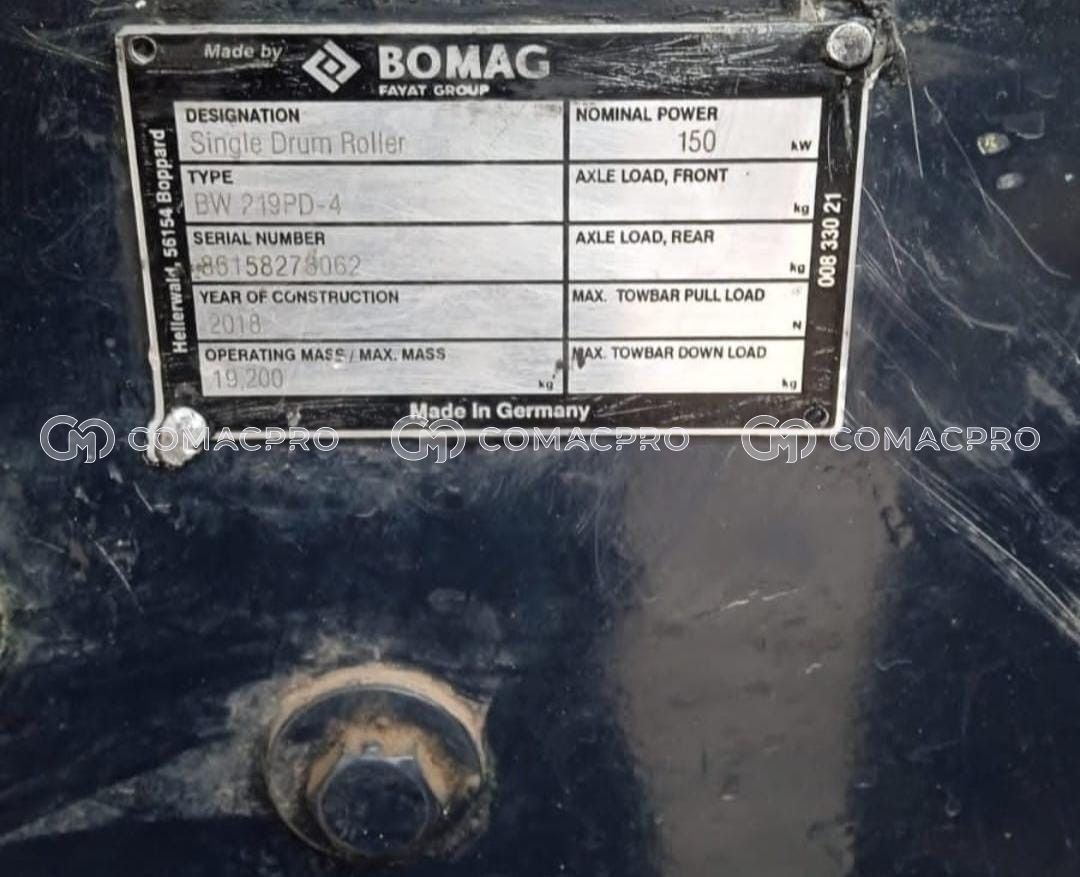 Made by BOMAG
FAYAT GROUP
Hellerwald, 56154 Boppard
DESIGNATION
Single Drum Roller
TYPE
BW 219PD-4
SERIAL NUMBER
YEAR OF CONSTRUCTION
2018
OPERATING MASS / MAX. MASS
19,200 kg
NOMINAL POWER
150 kW
AXLE LOAD, FRONT
kg
AXLE LOAD, REAR
kg
MAX. TOWBAR PULL LOAD
N
MAX. TOWBAR DOWN LOAD
kg
008 330 21
Made In Germany
COMACPRO COMACPRO COMACPRO